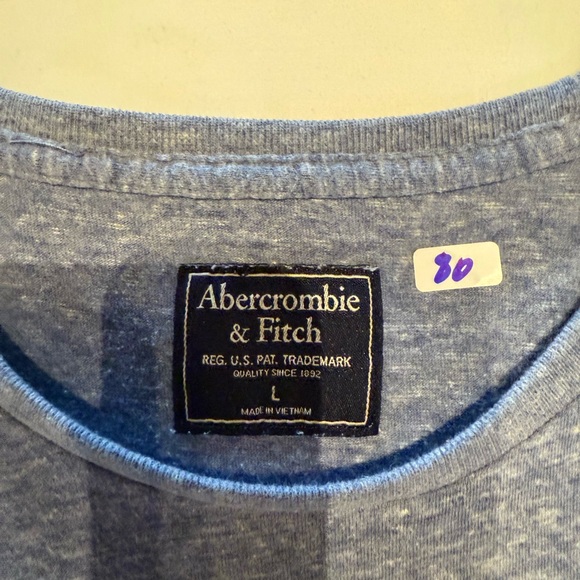 Abercrombie
& Fitch
REG. U.S. PAT. TRADEMARK
QUALITY SINCE 1892
L
MADE IN VIETNAM
80